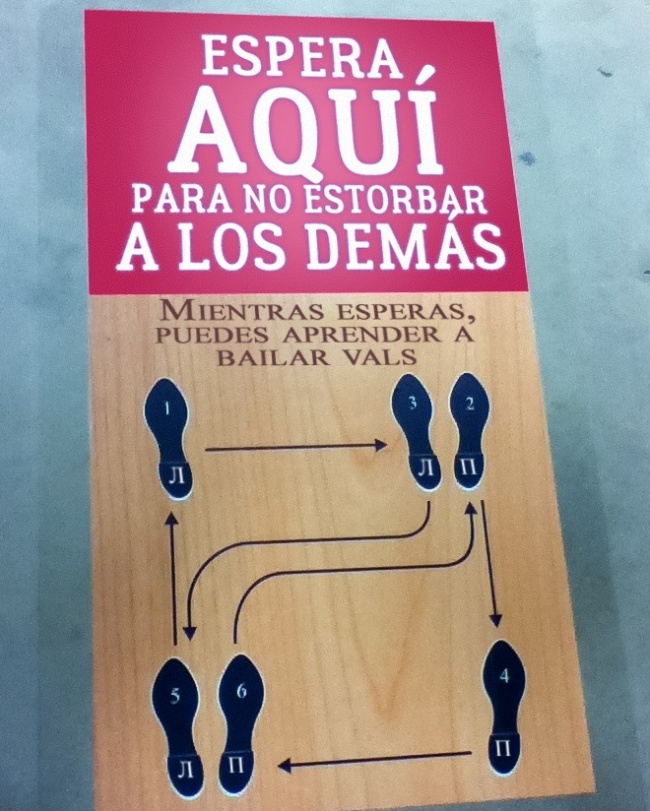 ESPERA
AQUÍ
PARA NO ESTORBAR
A LOS DEMÁS
MIENTRAS ESPERAS,
PUEDES APRENDER A
BAILAR VALS
1 3 2
Л Л П
5 6 4
Л П П